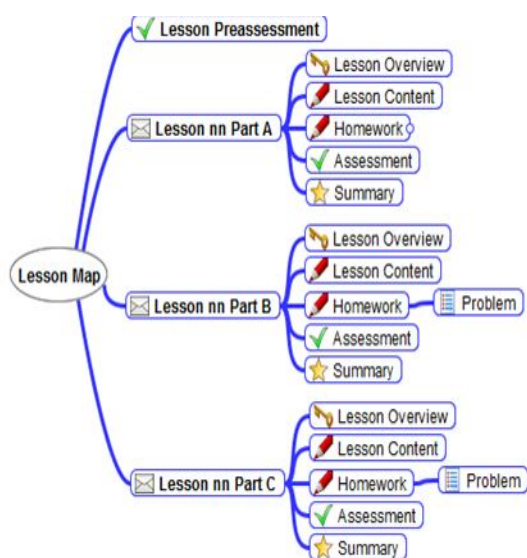 Lesson Preassessment
Lesson Map
Lesson nn Part A
Lesson Overview
Lesson Content
Homework
Assessment
Summary
Lesson nn Part B
Lesson Overview
Lesson Content
Homework
Problem
Assessment
Summary
Lesson nn Part C
Lesson Overview
Lesson Content
Homework
Problem
Assessment
Summary